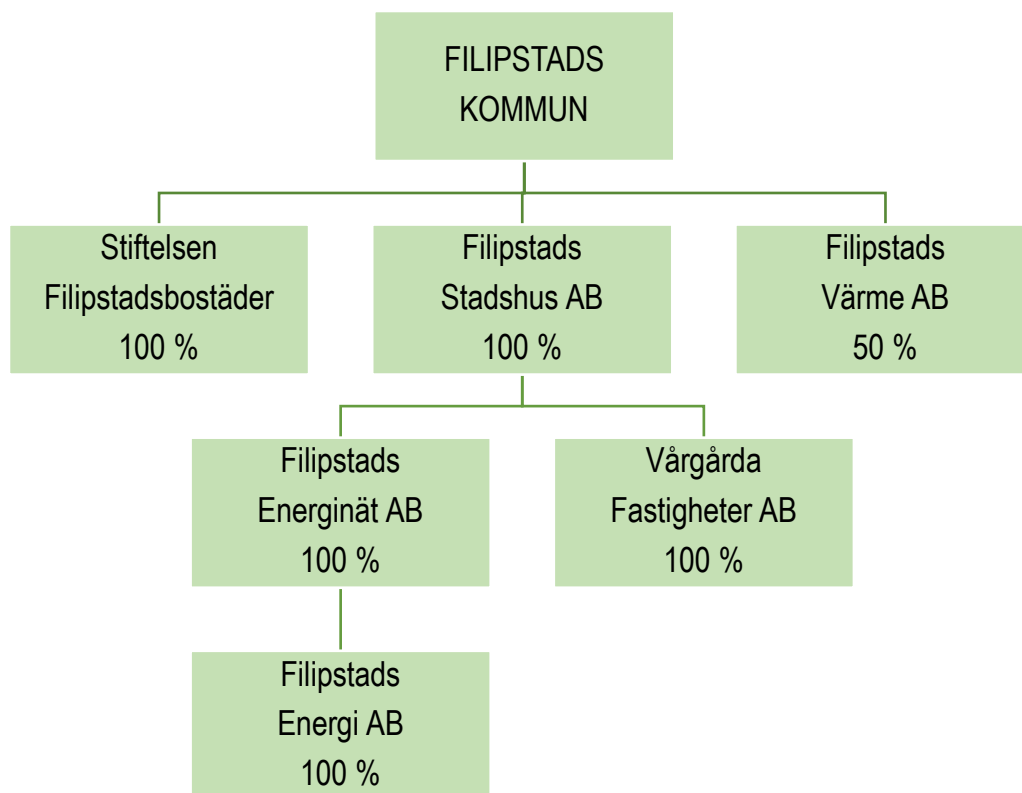 FILIPSTADS
KOMMUN
Stiftelsen
Filipstadsbostäder
100 %
Filipstads
Stadshus AB
100 %
Filipstads
Värme AB
50 %
Filipstads
Energinät AB
100 %
Vårgårda
Fastigheter AB
100 %
Filipstads
Energi AB
100 %